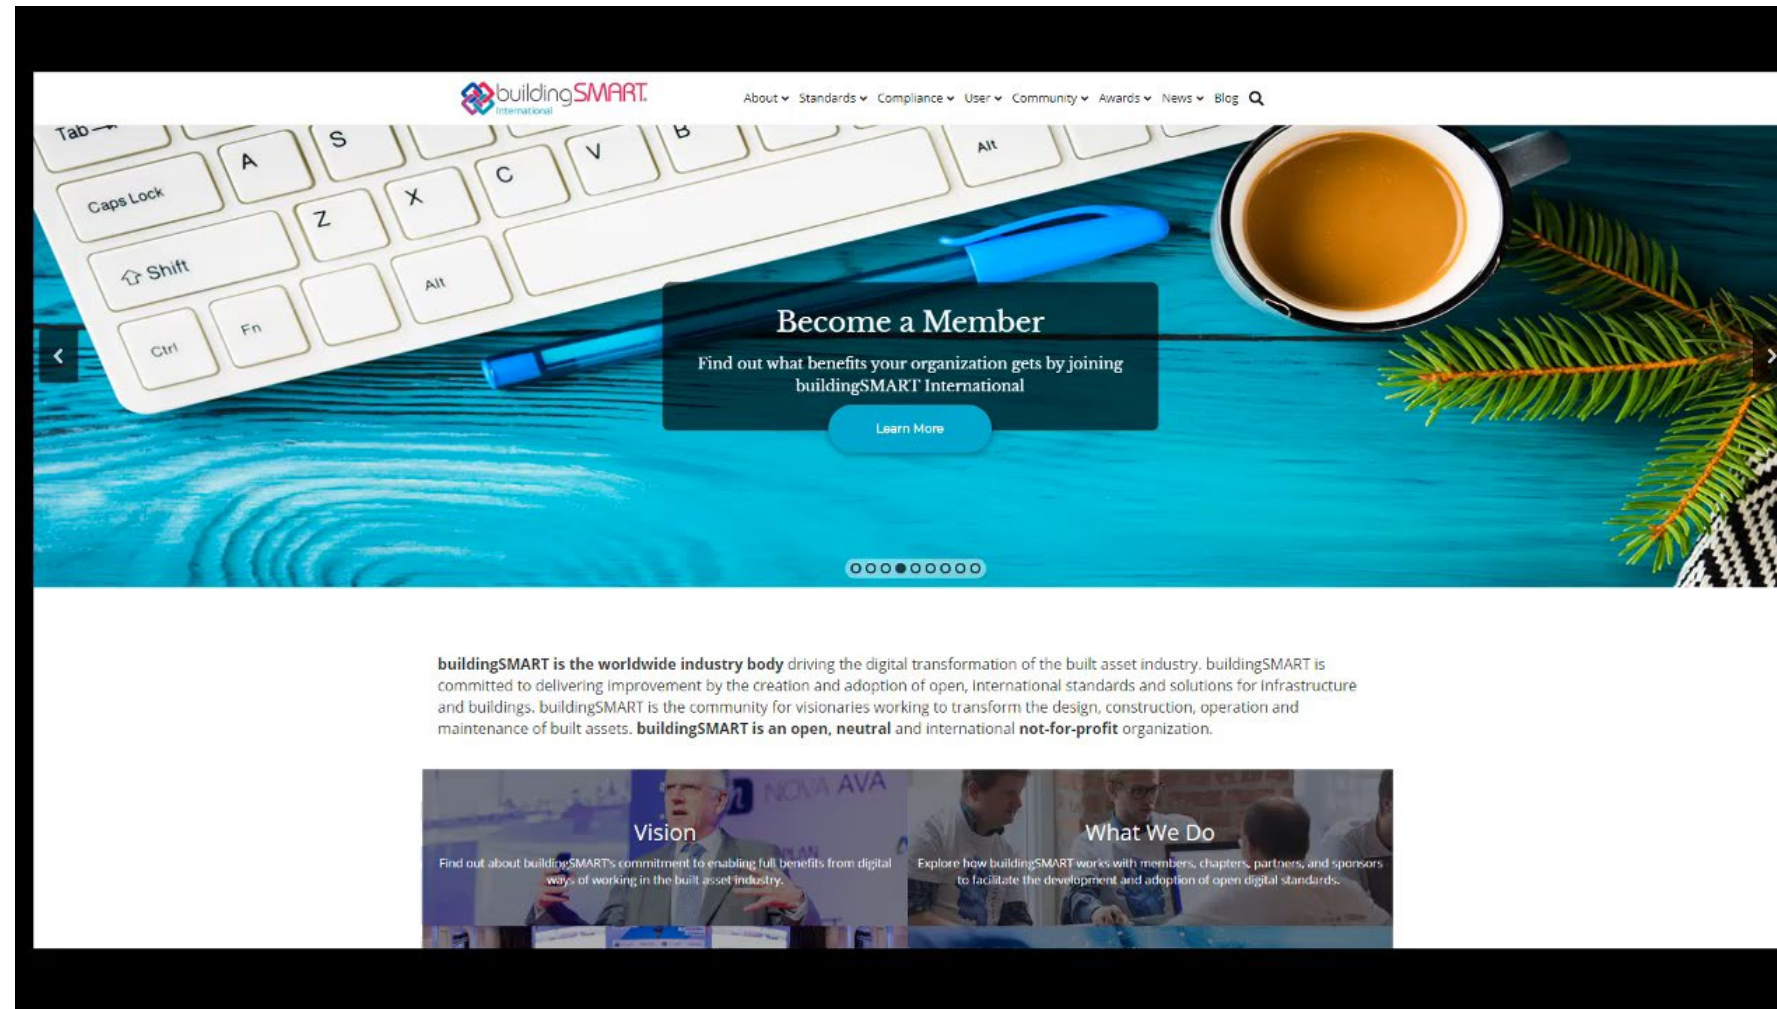 buildingSMART
International
About Standards Compliance User Community Awards News Blog
Tab
Caps Lock
A
S
Shift
Z
X
C
V
B
Alt
Ctrl
Fn
Alt
Become a Member
Find out what benefits your organization gets by joining
buildingSMART International
Learn More
buildingSMART is the worldwide industry body driving the digital transformation of the built asset industry. buildingSMART is
committed to delivering improvement by the creation and adoption of open, international standards and solutions for infrastructure
and buildings. buildingSMART is the community for visionaries working to transform the design, construction, operation and
maintenance of built assets. buildingSMART is an open, neutral and international not-for-profit organization.
NOVA AVA
Vision
Find out about buildingSMART's commitment to enabling full benefits from digital
ways of working in the built asset industry.
What We Do
Explore how buildingSMART works with members, chapters, partners, and sponsors
to facilitate the development and adoption of open digital standards.